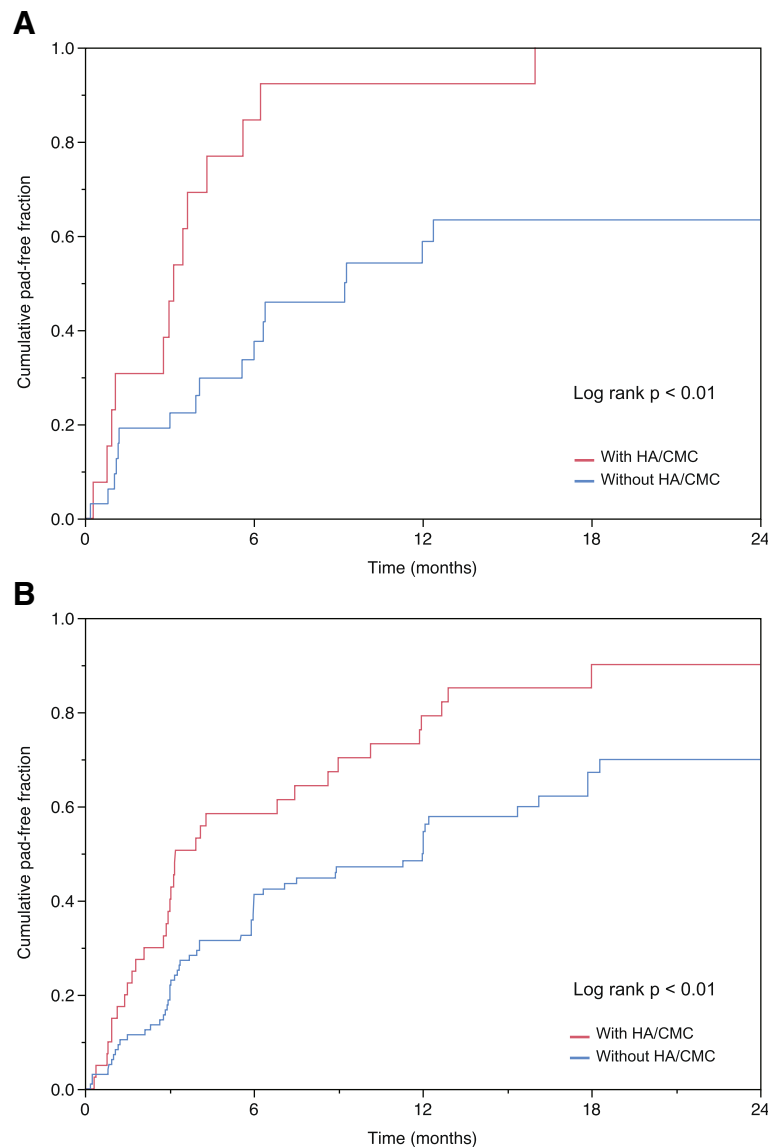 A
1.0
0.8
0.6
0.4
0.2
0.0
Cumulative pad-free fraction
Log rank p < 0.01
With HA/CMC
Without HA/CMC
0 6 12 18 24
Time (months)
B
1.0
0.8
0.6
0.4
0.2
0.0
Cumulative pad-free fraction
Log rank p < 0.01
With HA/CMC
Without HA/CMC
0 6 12 18 24
Time (months)